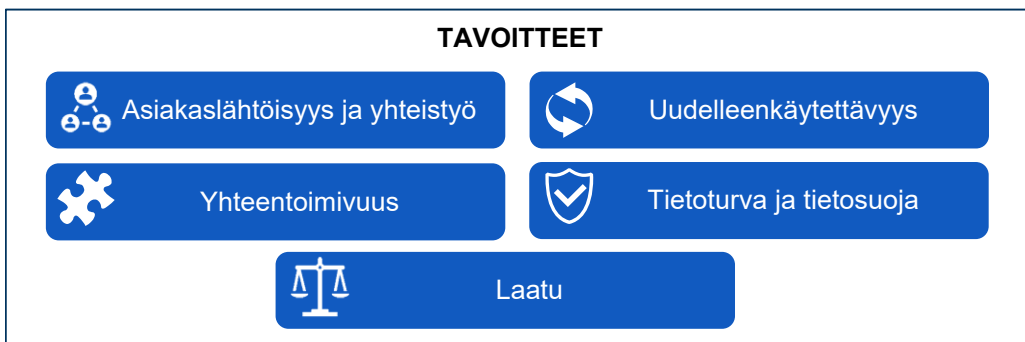 TAVOITTEET
Asiakaslähtöisyys ja yhteistyö
Uudelleenkäytettävyys
Yhteentoimivuus
Tietoturva ja tietosuoja
Laatu